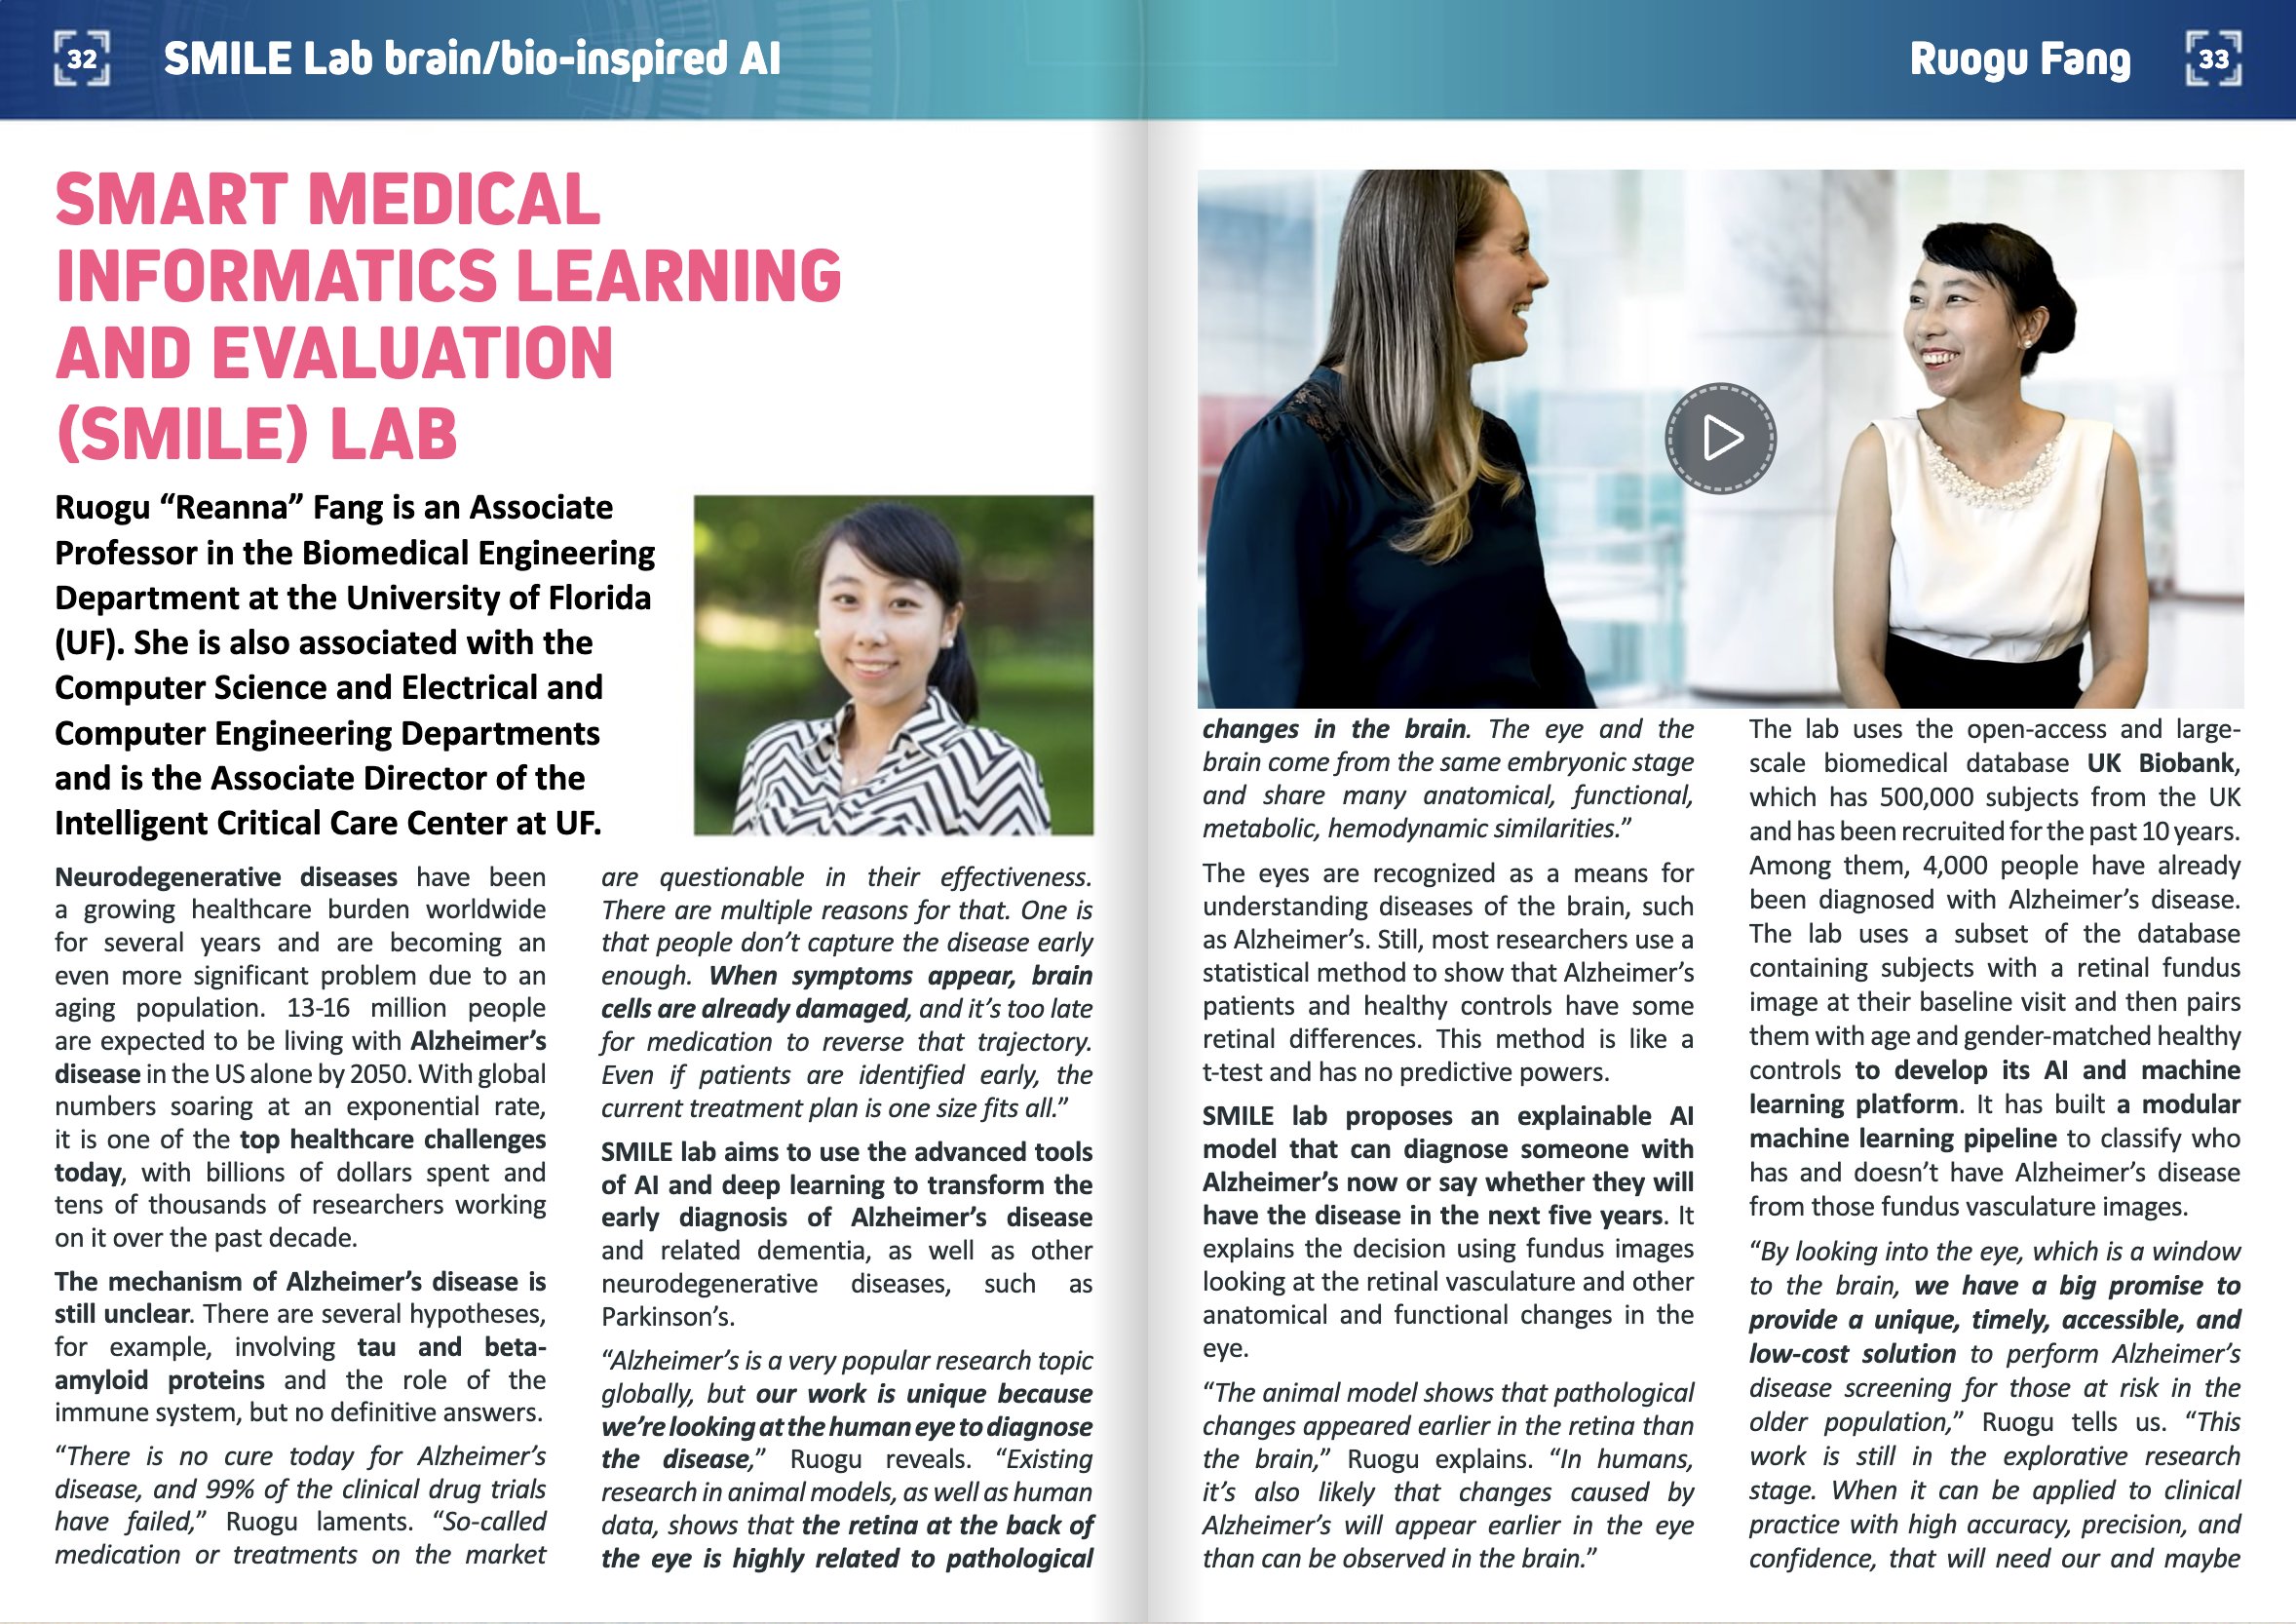 32
SMILE Lab brain/bio-inspired AI
SMART MEDICAL
INFORMATICS LEARNING
AND EVALUATION
(SMILE) LAB
Ruogu “Reanna” Fang is an Associate
Professor in the Biomedical Engineering
Department at the University of Florida
(UF). She is also associated with the
Computer Science and Electrical and
Computer Engineering Departments
and is the Associate Director of the
Intelligent Critical Care Center at UF.
Neurodegenerative diseases have been
a growing healthcare burden worldwide
for several years and are becoming an
even more significant problem due to an
aging population. 13-16 million people
are expected to be living with Alzheimer’s
disease in the US alone by 2050. With global
numbers soaring at an exponential rate,
it is one of the top healthcare challenges
today, with billions of dollars spent and
tens of thousands of researchers working
on it over the past decade.
The mechanism of Alzheimer’s disease is
still unclear. There are several hypotheses,
for example, involving tau and beta-
amyloid proteins and the role of the
immune system, but no definitive answers.
“There is no cure today for Alzheimer’s
disease, and 99% of the clinical drug trials
have failed,” Ruogu laments. “So-called
medication or treatments on the market
are questionable in their effectiveness.
There are multiple reasons for that. One is
that people don’t capture the disease early
enough. When symptoms appear, brain
cells are already damaged, and it’s too late
for medication to reverse that trajectory.
Even if patients are identified early, the
current treatment plan is one size fits all.”
SMILE lab aims to use the advanced tools
of AI and deep learning to transform the
early diagnosis of Alzheimer’s disease
and related dementia, as well as other
neurodegenerative diseases, such as
Parkinson’s.
“Alzheimer’s is a very popular research topic
globally, but our work is unique because
we’re looking at the human eye to diagnose
the disease,” Ruogu reveals. “Existing
research in animal models, as well as human
data, shows that the retina at the back of
the eye is highly related to pathological
Ruogu Fang
33
changes in the brain. The eye and the
brain come from the same embryonic stage
and share many anatomical, functional,
metabolic, hemodynamic similarities.”
The eyes are recognized as a means for
understanding diseases of the brain, such
as Alzheimer’s. Still, most researchers use a
statistical method to show that Alzheimer’s
patients and healthy controls have some
retinal differences. This method is like a
t-test and has no predictive powers.
SMILE lab proposes an explainable AI
model that can diagnose someone with
Alzheimer’s now or say whether they will
have the disease in the next five years. It
explains the decision using fundus images
looking at the retinal vasculature and other
anatomical and functional changes in the
eye.
“The animal model shows that pathological
changes appeared earlier in the retina than
the brain,” Ruogu explains. “In humans,
it’s also likely that changes caused by
Alzheimer’s will appear earlier in the eye
than can be observed in the brain.”
The lab uses the open-access and large-
scale biomedical database UK Biobank,
which has 500,000 subjects from the UK
and has been recruited for the past 10 years.
Among them, 4,000 people have already
been diagnosed with Alzheimer’s disease.
The lab uses a subset of the database
containing subjects with a retinal fundus
image at their baseline visit and then pairs
them with age and gender-matched healthy
controls to develop its AI and machine
learning platform. It has built a modular
machine learning pipeline to classify who
has and doesn’t have Alzheimer’s disease
from those fundus vasculature images.
“By looking into the eye, which is a window
to the brain, we have a big promise to
provide a unique, timely, accessible, and
low-cost solution to perform Alzheimer’s
disease screening for those at risk in the
older population,” Ruogu tells us. “This
work is still in the explorative research
stage. When it can be applied to clinical
practice with high accuracy, precision, and
confidence, that will need our and maybe